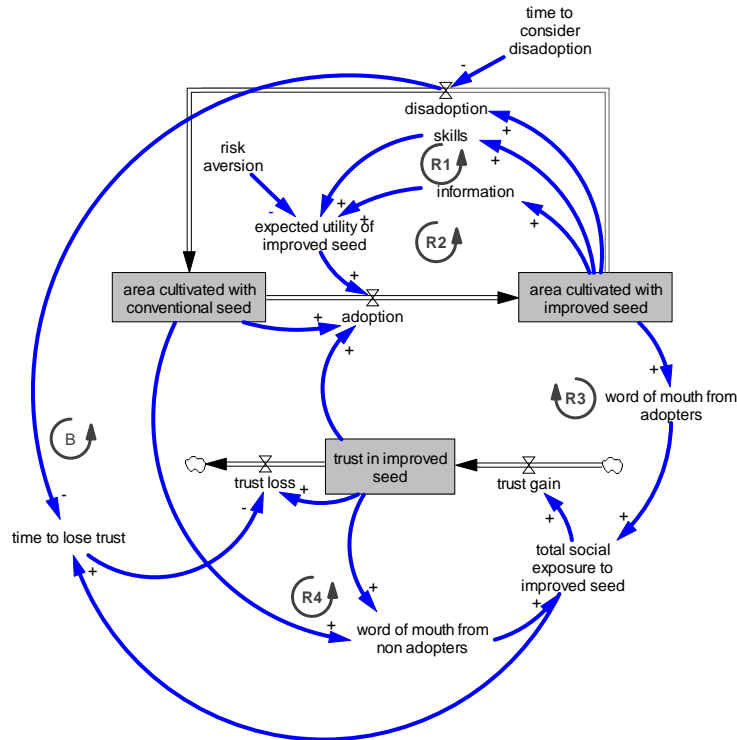 time to
consider
disadoption
-
disadoption
+
skills
+
risk
aversion
R1
information
+
+
+
-
expected utility of
improved seed
R2
+
area cultivated with
conventional seed
area cultivated with
improved seed
+
+
adoption
+
+
R3
word of mouth from
adopters
B
trust in improved
seed
trust loss
+
-
trust gain
-
+
+
time to lose trust
+
total social
exposure to
improved seed
R4
+
+
+
word of mouth from
non adopters